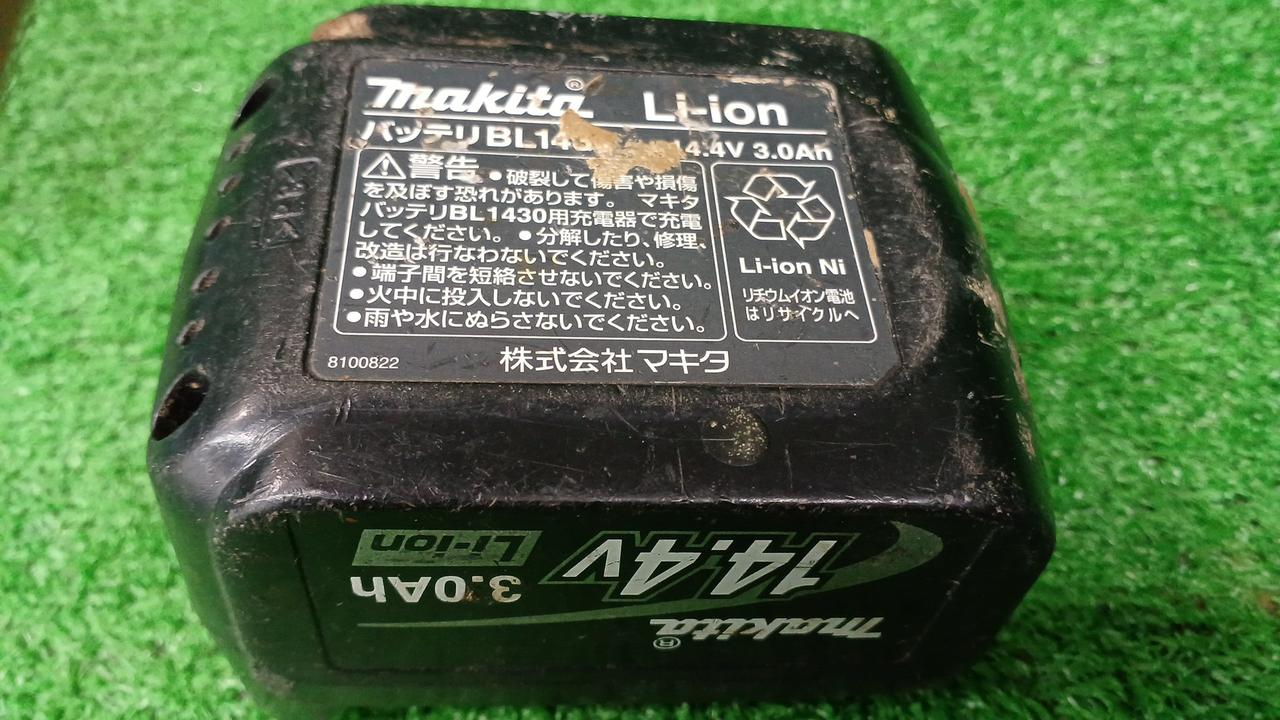 makita® Li-ion
バッテリ 14.4V 3.0Ah
警告 ●破裂して傷害や損傷
を及ぼす恐れがあります。 マキタ
バッテリBL1430用充電器で充電
してください。 ●分解したり、修理、
改造は行なわないでください。
●端子間を短絡させないでください。
●火中に投入しないでください。
●雨や水にぬらさないでください。
Li-ion Ni
リチウムイオン電池
はリサイクルへ
8100822 株式会社 マキタ
makita®
14.4V Li-ion
3.0Ah